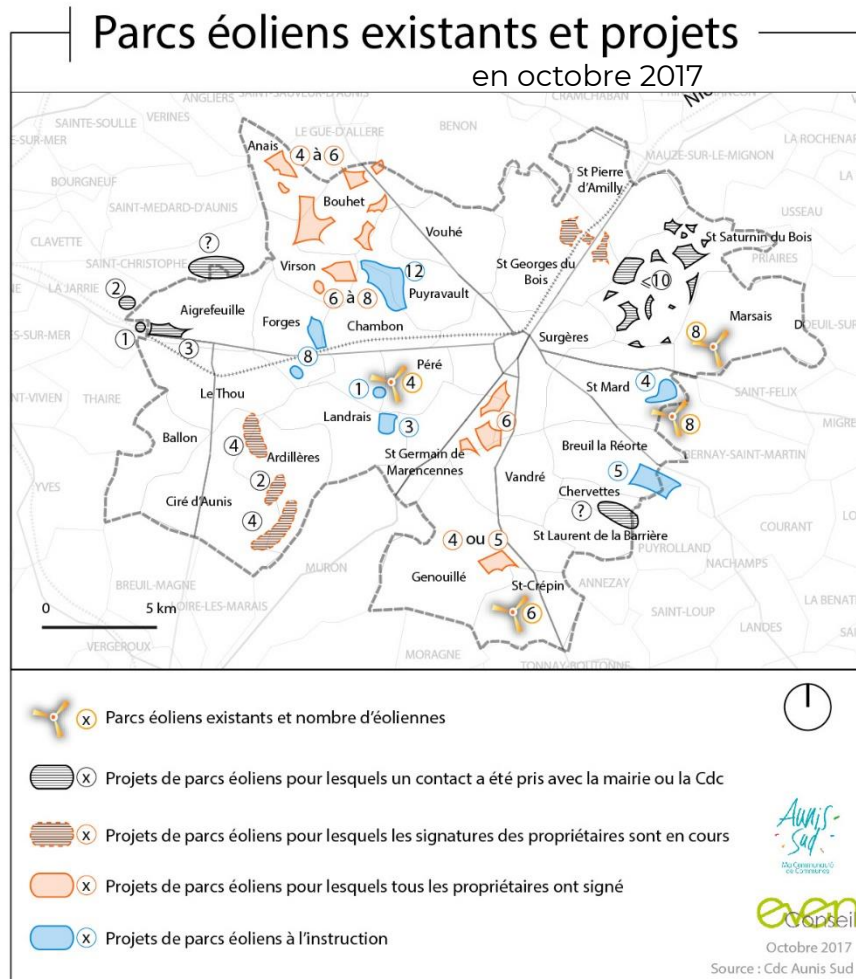 Parcs éoliens existants et projets
en octobre 2017
ANGLIERS
SAINT-SAUVEUR-D'AUNIS
CRAMCHABAN
SAINTE-SOULLE
VERINES
LE GUE-D'ALLERE
BENON
LA ROCHENAR
Anais
4 à 6
MAUZE-SUR-LE-MIGNON
BOURGNEUF
St Pierre
d'Amilly
SAINT-MEDARD-D'AUNIS
Bouhet
USSEAU
CLAVETTE
?
Vouhé
St Saturnin du Bois
SAINT-CHRISTOPHE
Virson
12
St Georges du
Bois
PRIAIRES
LA JARRIE
2
Puyravault
≤10
Aigrefeuille
6 à 8
Marsais
Forges
Chambon
1
3
8
Surgères
8
Péré
4
1
St Mard
4
SAINT-FELIX
THAIRE
Le Thou
Landrais
3
6
8
Ballon
4
Ardillères
St Germain de
Marencennes
Breuil la Réorte
BERNAY-SAINT-MARTIN
YVES
2
Vandré
5
Ciré d'Aunis
Chervettes
4
?
St Laurent de la Barrière
COURANT
4 ou 5
PUYROLLAND
NACHAMPS
MURON
Genouillé
BREUIL-MAGNE
St-Crépin
ANNEZAY
0
5 km
6
SAINT-LOUP
LANDES
VERGEROUX
MORAGNE
TONNAY-BOUTONNE
x Parcs éoliens existants et nombre d'éoliennes
x Projets de parcs éoliens pour lesquels un contact a été pris avec la mairie ou la Cdc
x Projets de parcs éoliens pour lesquels les signatures des propriétaires sont en cours
x Projets de parcs éoliens pour lesquels tous les propriétaires ont signé
x Projets de parcs éoliens à l'instruction
Aunis
Sud
Ma Communauté
de Communes
even
Conseil
Octobre 2017
Source : Cdc Aunis Sud